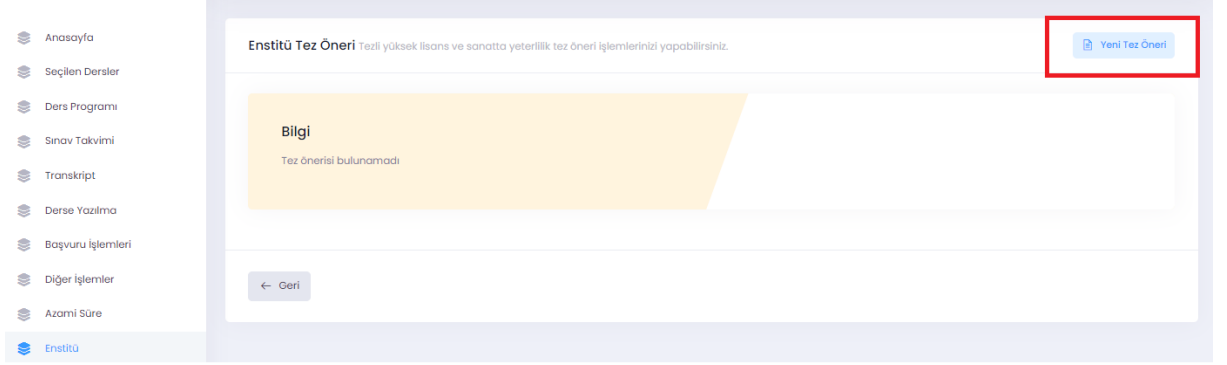 Anasayfa
Seçilen Dersler
Ders Programı
Sınav Takvimi
Transkript
Derse Yazılma
Başvuru İşlemleri
Diğer İşlemler
Azami Süre
Enstitü
Enstitü Tez Öneri Tezli yüksek lisans ve sanatta yeterlilik tez öneri işlemlerinizi yapabilirsiniz.
Yeni Tez Öneri
Bilgi
Tez önerisi bulunamadı
← Geri